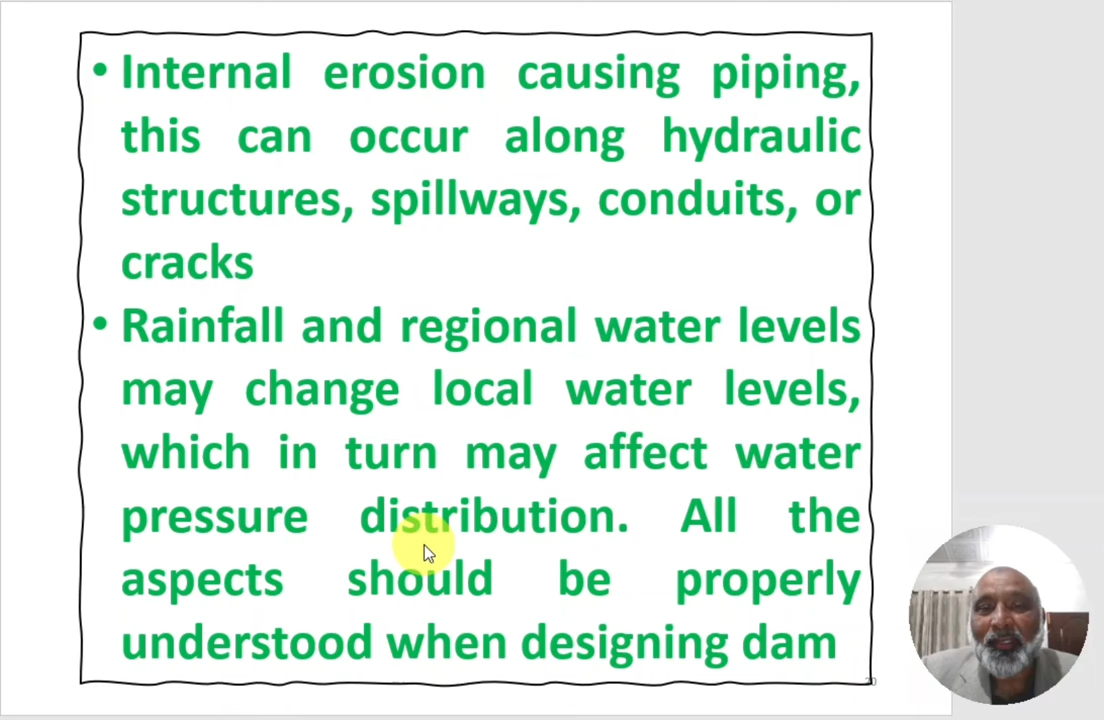 • Internal erosion causing piping,
this can occur along hydraulic
structures, spillways, conduits, or
cracks
• Rainfall and regional water levels
may change local water levels,
which in turn may affect water
pressure distribution. All the
aspects should be properly
understood when designing dam